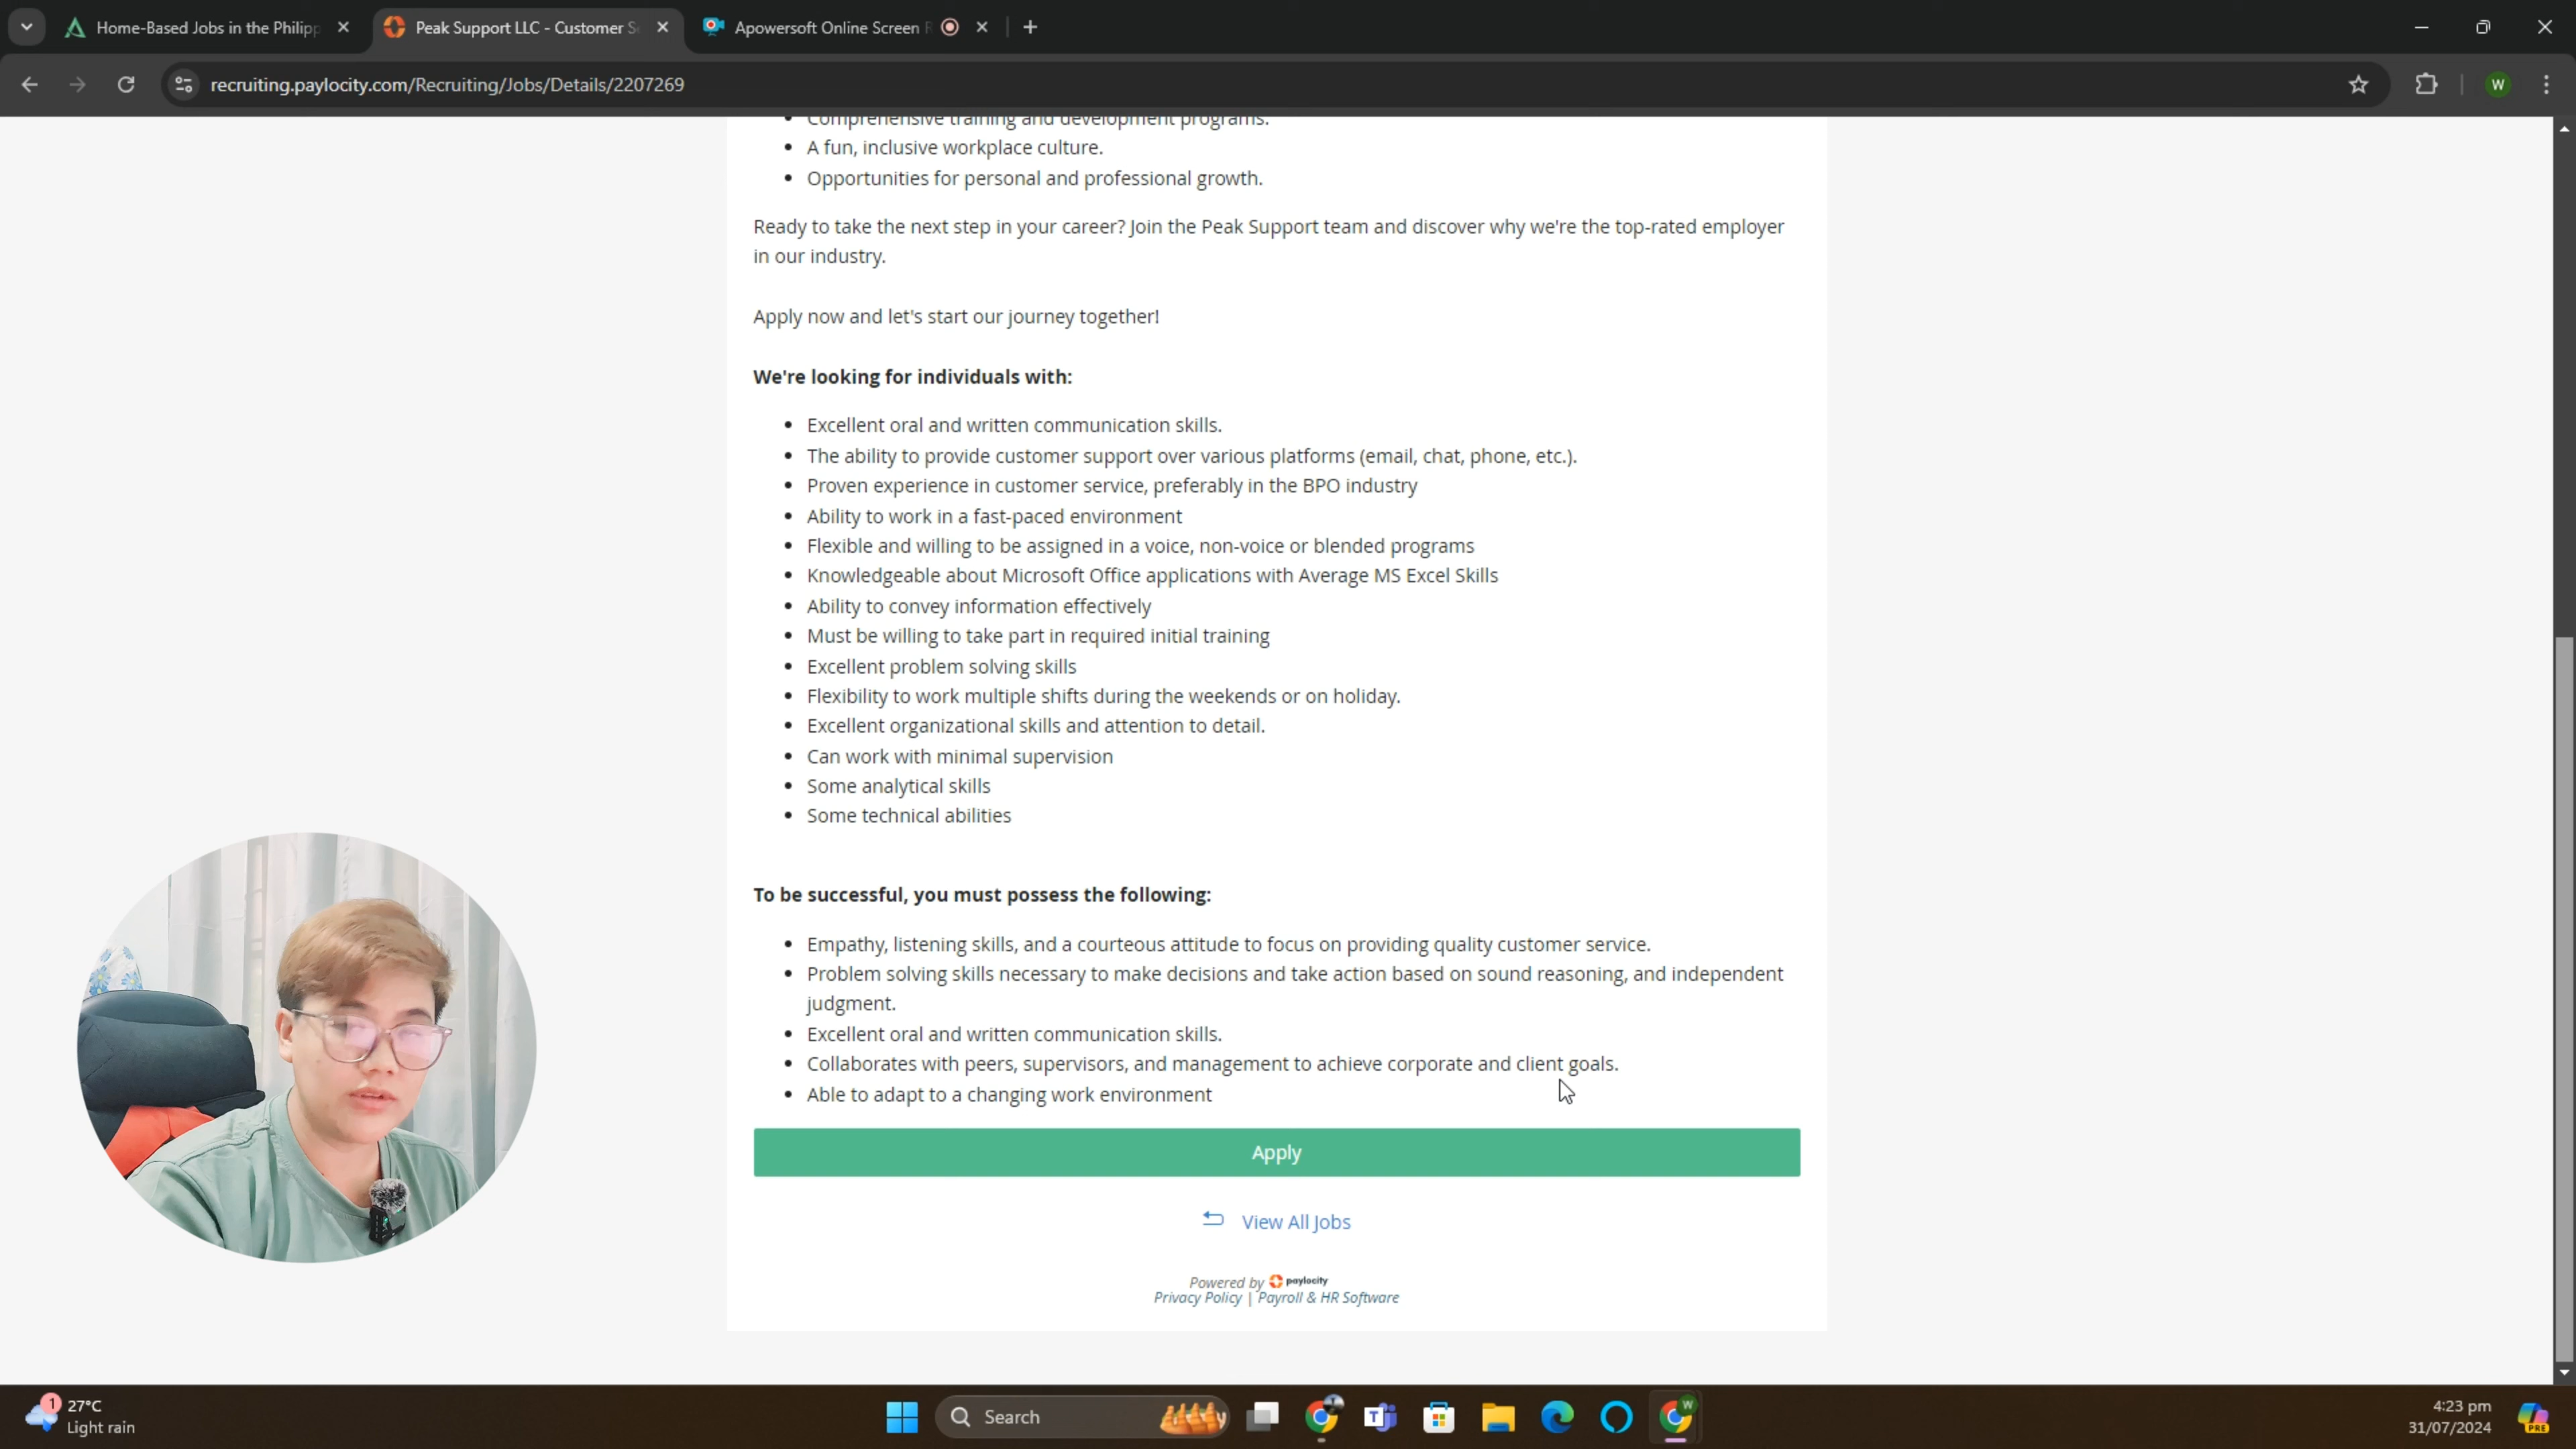 Home-Based Jobs in the Philipp
Peak Support LLC - Customer Se
Apowersoft Online Screen R
recruiting.paylocity.com/Recruiting/Jobs/Details/2207269
W
Comprehensive training and development programs.
A fun, inclusive workplace culture.
Opportunities for personal and professional growth.
Ready to take the next step in your career? Join the Peak Support team and discover why we're the top-rated employer
in our industry.
Apply now and let's start our journey together!
We're looking for individuals with:
Excellent oral and written communication skills.
The ability to provide customer support over various platforms (email, chat, phone, etc.).
Proven experience in customer service, preferably in the BPO industry
Ability to work in a fast-paced environment
Flexible and willing to be assigned in a voice, non-voice or blended programs
Knowledgeable about Microsoft Office applications with Average MS Excel Skills
Ability to convey information effectively
Must be willing to take part in required initial training
Excellent problem solving skills
Flexibility to work multiple shifts during the weekends or on holiday.
Excellent organizational skills and attention to detail.
Can work with minimal supervision
Some analytical skills
Some technical abilities
To be successful, you must possess the following:
Empathy, listening skills, and a courteous attitude to focus on providing quality customer service.
Problem solving skills necessary to make decisions and take action based on sound reasoning, and independent
judgment.
Excellent oral and written communication skills.
Collaborates with peers, supervisors, and management to achieve corporate and client goals.
Able to adapt to a changing work environment
Apply
View All Jobs
Powered by paylocity
Privacy Policy | Payroll & HR Software
1
27°C
Light rain
Search
T
W
4:23 pm
31/07/2024
PRE